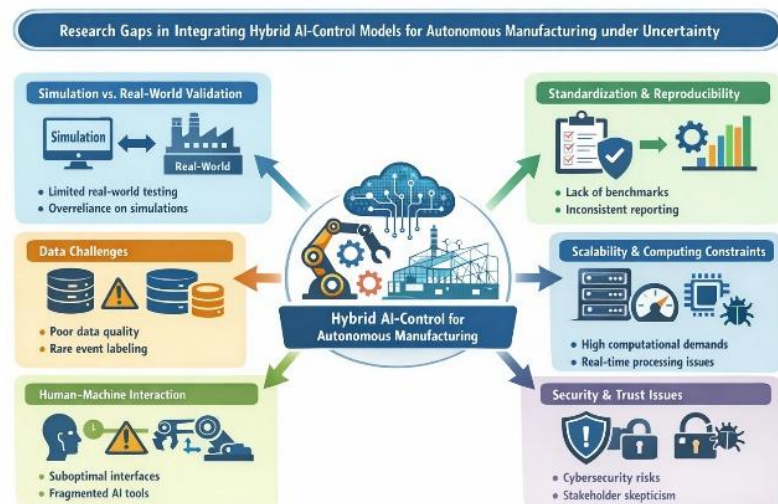 Research Gaps in Integrating Hybrid AI-Control Models for Autonomous Manufacturing under Uncertainty
Simulation vs. Real-World Validation
Simulation
Real-World
• Limited real-world testing
• Overreliance on simulations
Standardization & Reproducibility
• Lack of benchmarks
• Inconsistent reporting
Data Challenges
• Poor data quality
• Rare event labeling
Hybrid AI-Control for
Autonomous Manufacturing
Scalability & Computing Constraints
• High computational demands
• Real-time processing issues
Human-Machine Interaction
• Suboptimal interfaces
• Fragmented AI tools
Security & Trust Issues
• Cybersecurity risks
• Stakeholder skepticism